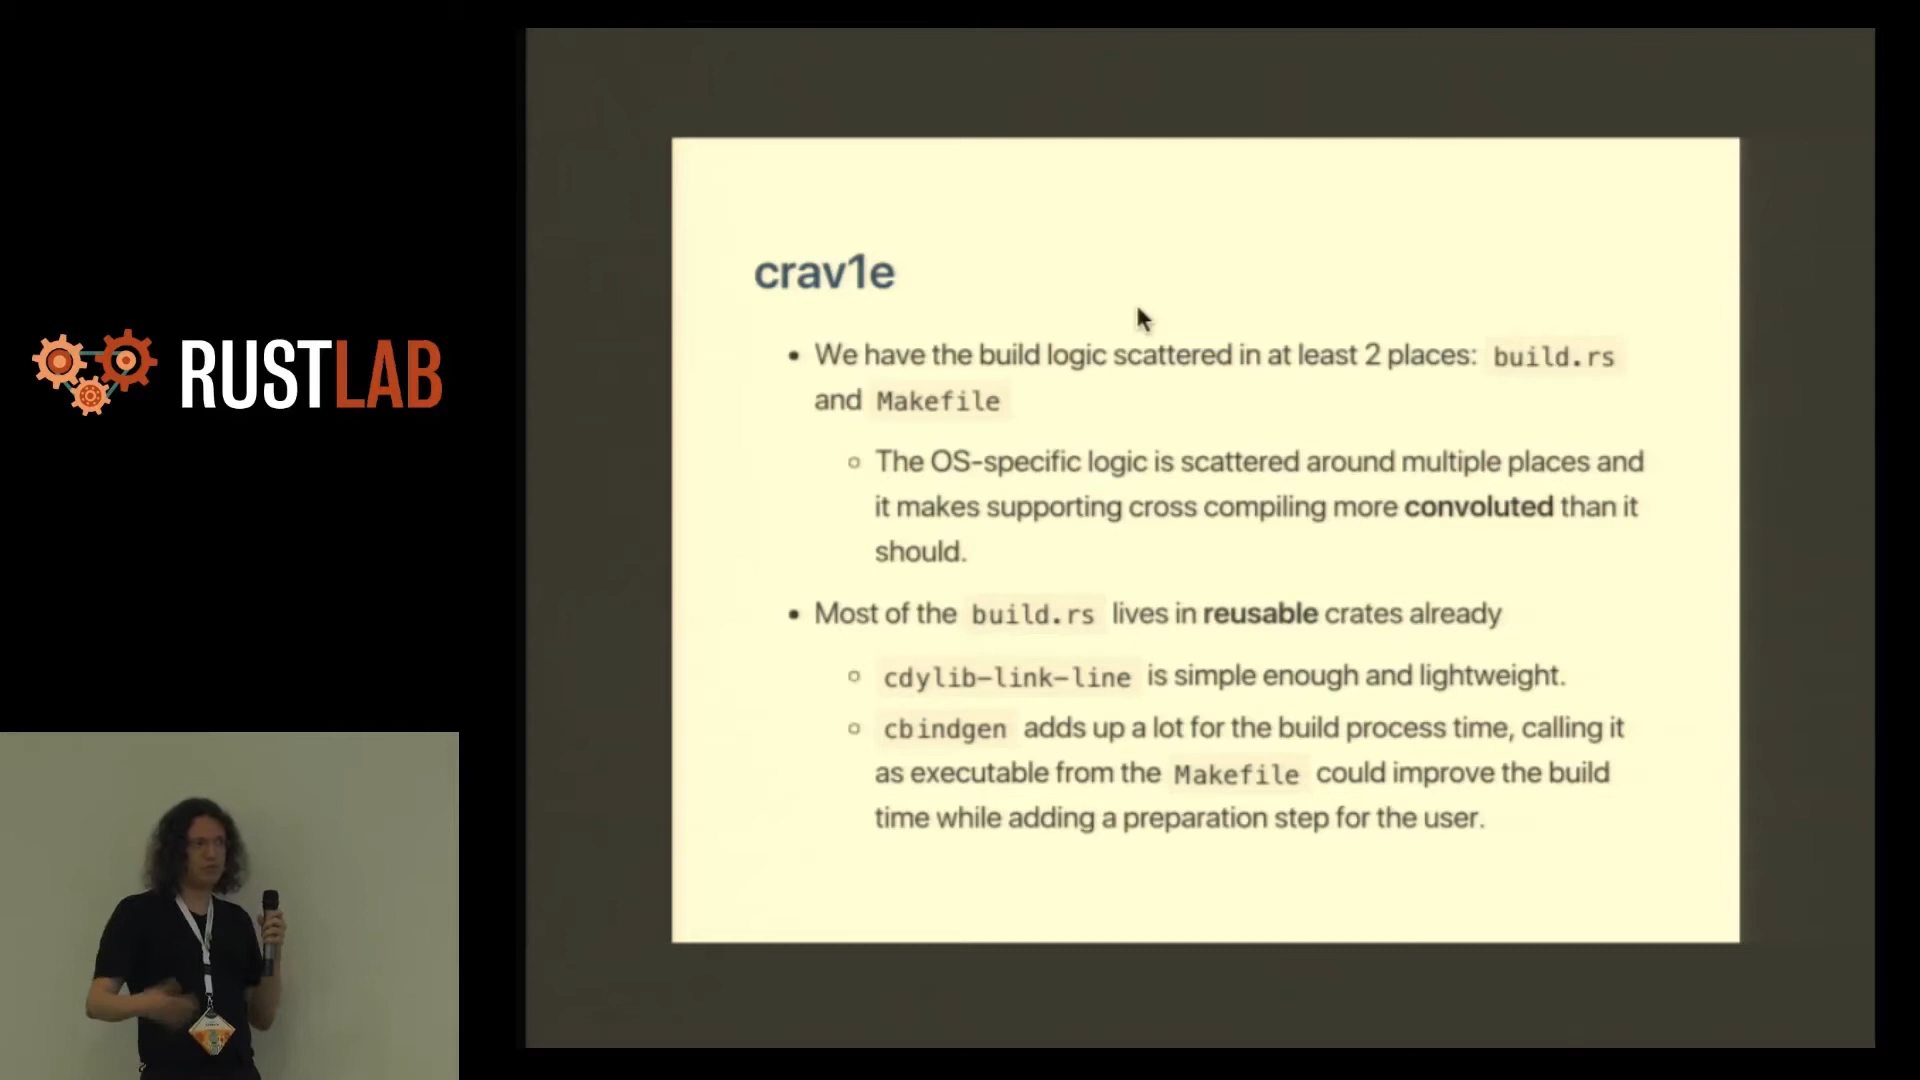 RUSTLAB
crav1e
• We have the build logic scattered in at least 2 places: build.rs
and Makefile
◦ The OS-specific logic is scattered around multiple places and
it makes supporting cross compiling more convoluted than it
should.
• Most of the build.rs lives in reusable crates already
◦ cdylib-link-line is simple enough and lightweight.
◦ cbindgen adds up a lot for the build process time, calling it
as executable from the Makefile could improve the build
time while adding a preparation step for the user.